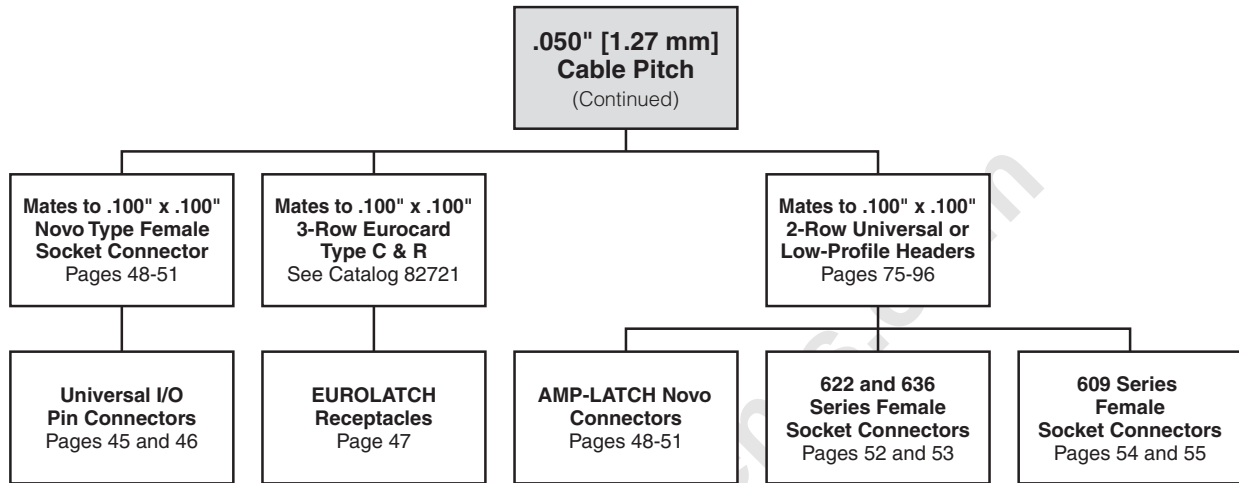 .050" [1.27 mm]
Cable Pitch
(Continued)
Mates to .100" x .100"
Novo Type Female
Socket Connector
Pages 48-51
Mates to .100" x .100"
3-Row Eurocard
Type C & R
See Catalog 82721
Mates to .100" x .100"
2-Row Universal or
Low-Profile Headers
Pages 75-96
Universal I/O
Pin Connectors
Pages 45 and 46
EUROLATCH
Receptacles
Page 47
AMP-LATCH Novo
Connectors
Pages 48-51
622 and 636
Series Female
Socket Connectors
Pages 52 and 53
609 Series
Female
Socket Connectors
Pages 54 and 55